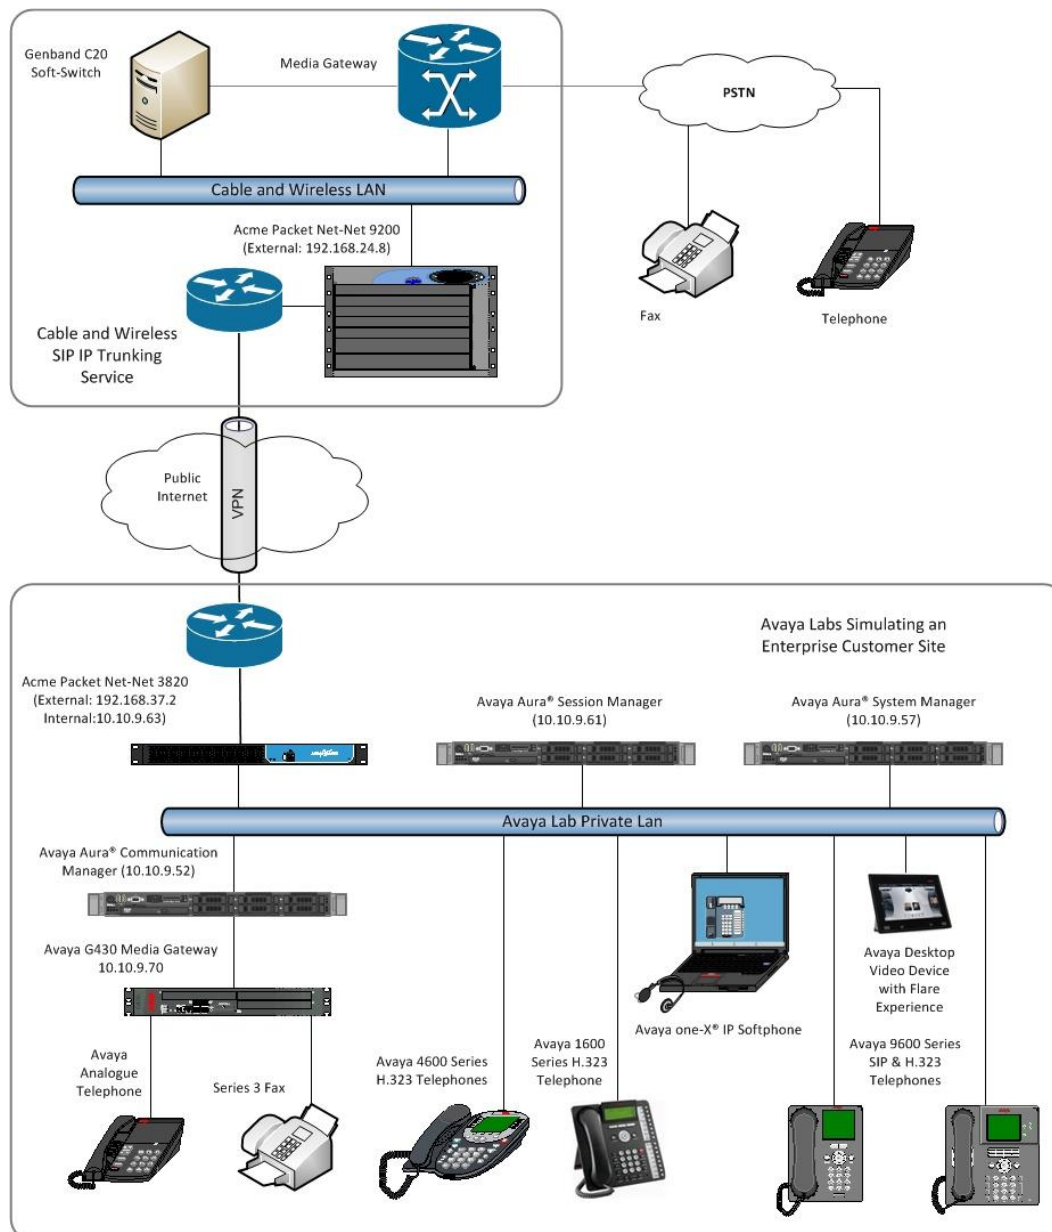 Genband C20
Soft-Switch
Media Gateway
PSTN
Cable and Wireless LAN
Acme Packet Net-Net 9200
(External: 192.168.24.8)
Fax
Telephone
Cable and Wireless
SIP IP Trunking
Service
Public
Internet
VPN
Avaya Labs Simulating an
Enterprise Customer Site
Acme Packet Net-Net 3820
(External: 192.168.37.2
Internal:10.10.9.63)
Avaya Aura® Session Manager
(10.10.9.61)
Avaya Aura® System Manager
(10.10.9.57)
Avaya Lab Private Lan
Avaya Aura® Communication
Manager (10.10.9.52)
Avaya G430 Media Gateway
10.10.9.70
Avaya Desktop
Video Device
with Flare
Experience
Avaya one-X® IP Softphone
Avaya
Analogue
Telephone
Series 3 Fax
Avaya 4600 Series
H.323 Telephones
Avaya 1600
Series H.323
Telephone
Avaya 9600 Series
SIP & H.323
Telephones